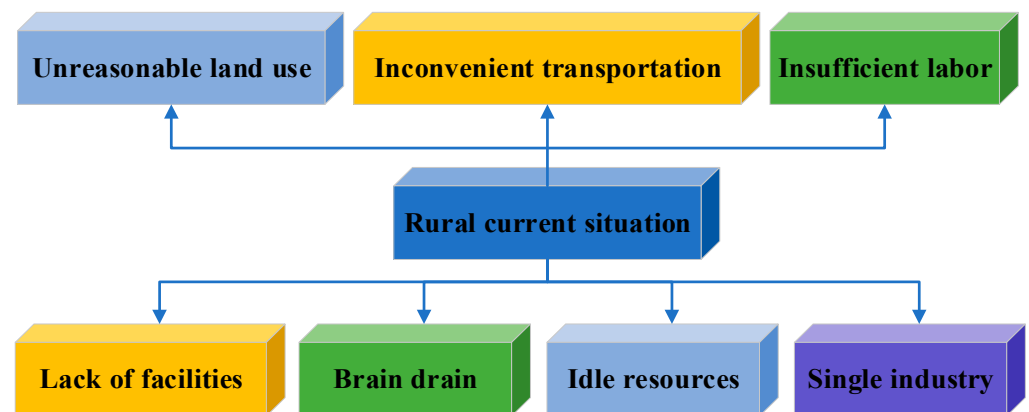 Unreasonable land use
Inconvenient transportation
Insufficient labor
Rural current situation
Lack of facilities
Brain drain
Idle resources
Single industry